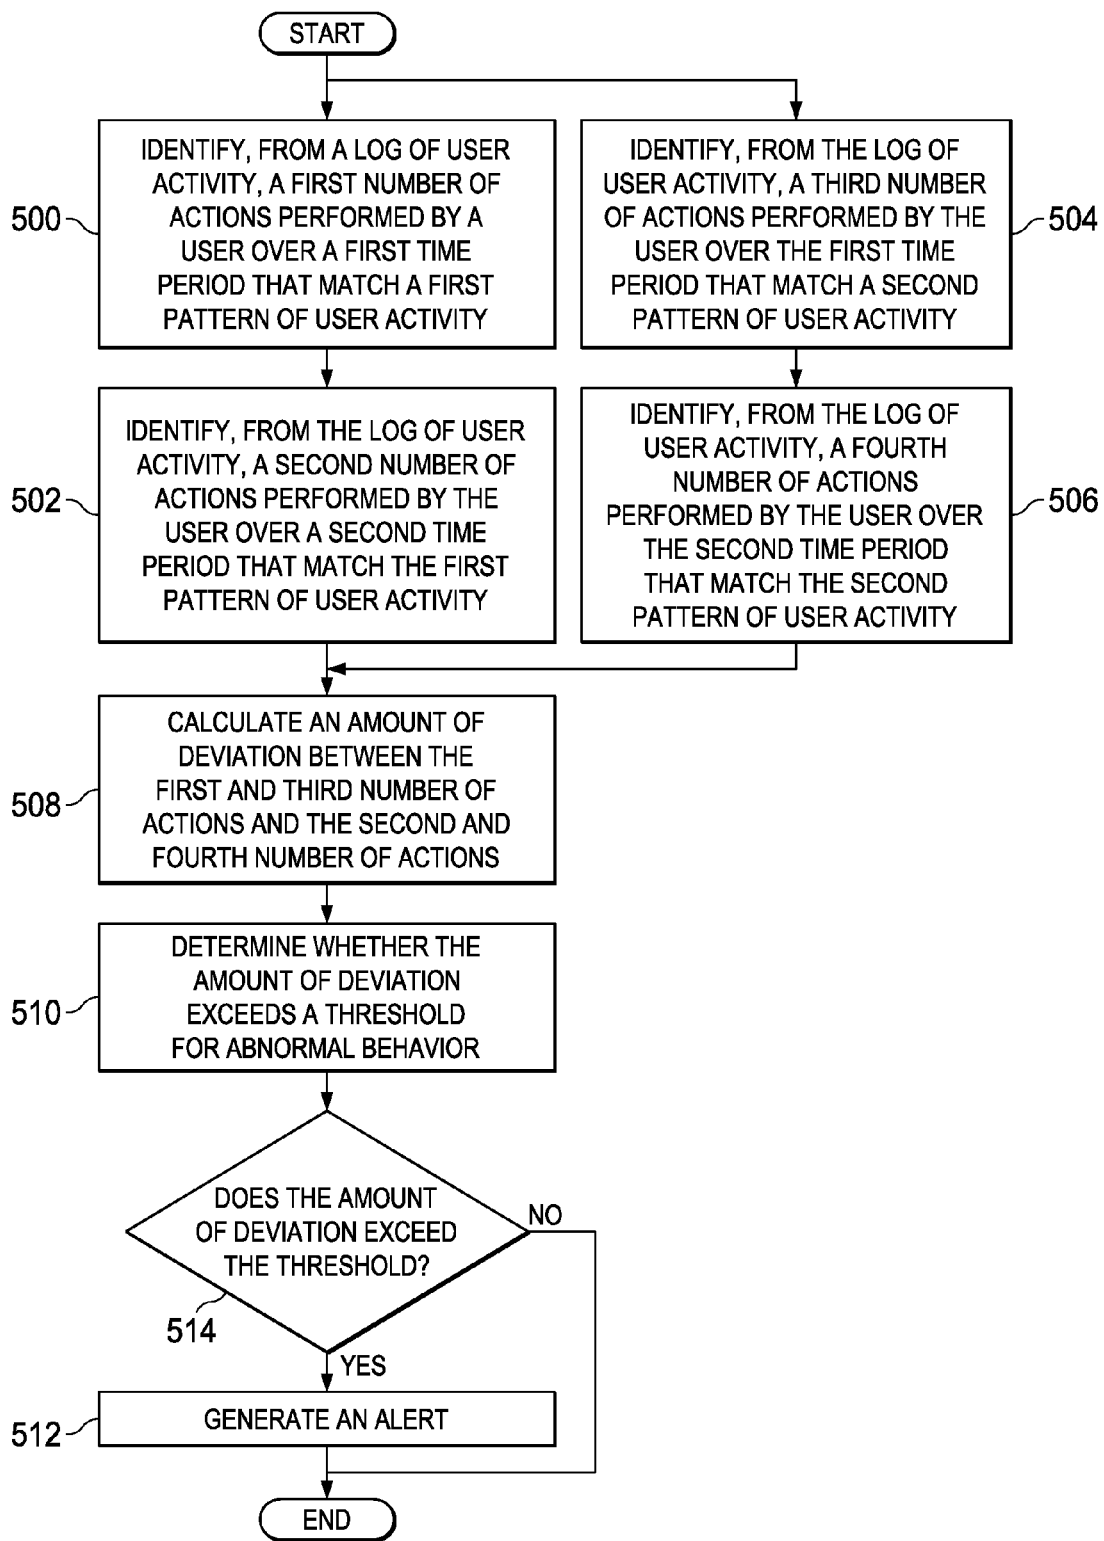 START
IDENTIFY, FROM A LOG OF USER
ACTIVITY, A FIRST NUMBER OF
ACTIONS PERFORMED BY A
USER OVER A FIRST TIME
PERIOD THAT MATCH A FIRST
PATTERN OF USER ACTIVITY
500
IDENTIFY, FROM THE LOG OF
USER ACTIVITY, A THIRD NUMBER
OF ACTIONS PERFORMED BY THE
USER OVER THE FIRST TIME
PERIOD THAT MATCH A SECOND
PATTERN OF USER ACTIVITY
504
IDENTIFY, FROM THE LOG OF USER
ACTIVITY, A SECOND NUMBER OF
ACTIONS PERFORMED BY THE
USER OVER A SECOND TIME
PERIOD THAT MATCH THE FIRST
PATTERN OF USER ACTIVITY
502
IDENTIFY, FROM THE LOG OF
USER ACTIVITY, A FOURTH
NUMBER OF ACTIONS
PERFORMED BY THE USER OVER
THE SECOND TIME PERIOD
THAT MATCH THE SECOND
PATTERN OF USER ACTIVITY
506
CALCULATE AN AMOUNT OF
DEVIATION BETWEEN THE
FIRST AND THIRD NUMBER OF
ACTIONS AND THE SECOND AND
FOURTH NUMBER OF ACTIONS
508
DETERMINE WHETHER THE
AMOUNT OF DEVIATION
EXCEEDS A THRESHOLD
FOR ABNORMAL BEHAVIOR
510
DOES THE AMOUNT
OF DEVIATION EXCEED
THE THRESHOLD?
NO
514
YES
GENERATE AN ALERT
512
END